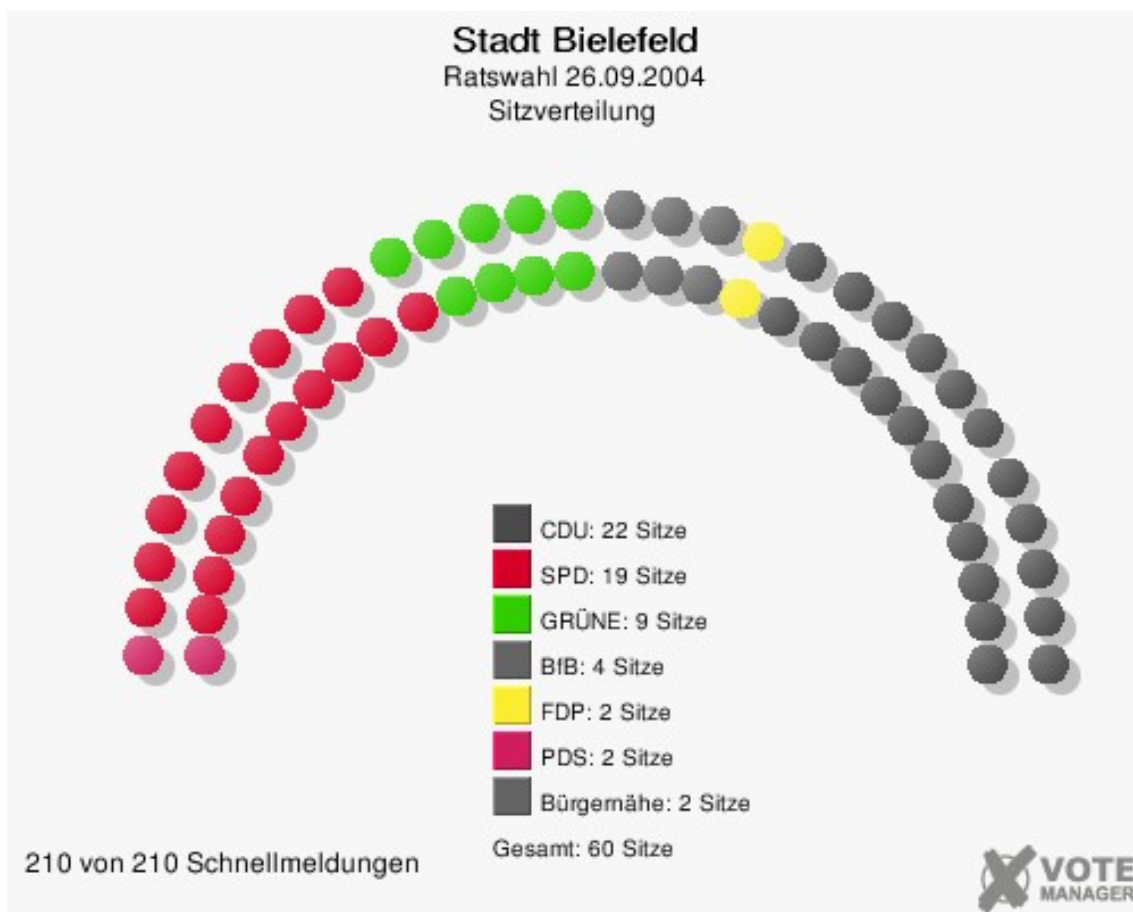 Stadt Bielefeld
Ratswahl 26.09.2004
Sitzverteilung
CDU: 22 Sitze
SPD: 19 Sitze
GRÜNE: 9 Sitze
BfB: 4 Sitze
FDP: 2 Sitze
PDS: 2 Sitze
Bürgernähe: 2 Sitze
Gesamt: 60 Sitze
210 von 210 Schnellmeldungen
VOTE
MANAGER